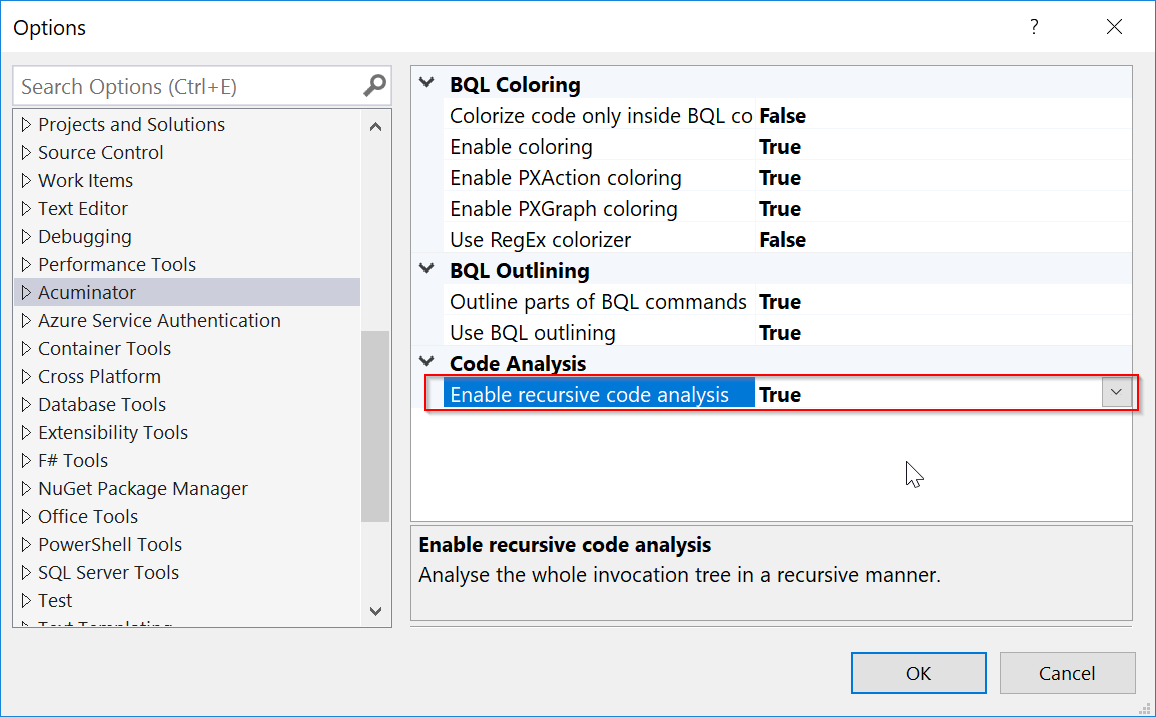 Options
?
Search Options (Ctrl+E)
Projects and Solutions
Source Control
Work Items
Text Editor
Debugging
Performance Tools
Acuminator
Azure Service Authentication
Container Tools
Cross Platform
Database Tools
Extensibility Tools
F# Tools
NuGet Package Manager
Office Tools
PowerShell Tools
SQL Server Tools
Test
Text Templating
BQL Coloring
Colorize code only inside BQL co False
Enable coloring True
Enable PXAction coloring True
Enable PXGraph coloring True
Use RegEx colorizer False
BQL Outlining
Outline parts of BQL commands True
Use BQL outlining True
Code Analysis
Enable recursive code analysis True
Enable recursive code analysis
Analyse the whole invocation tree in a recursive manner.
OK Cancel